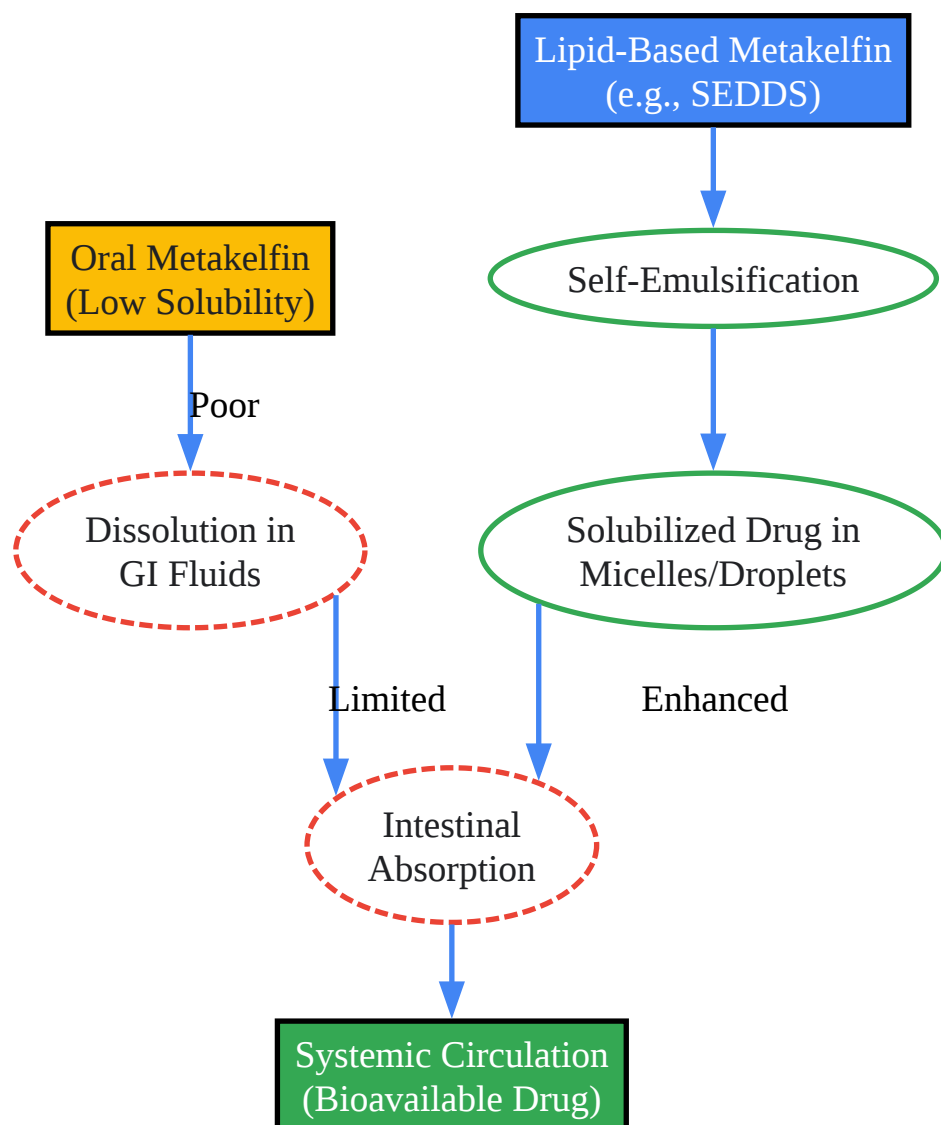 Lipid-Based Metakelfin
(e.g., SEDDS)
Self-Emulsification
Oral Metakelfin
(Low Solubility)
Poor
Dissolution in
GI Fluids
Solubilized Drug in
Micelles/Droplets
Limited
Enhanced
Intestinal
Absorption
Systemic Circulation
(Bioavailable Drug)